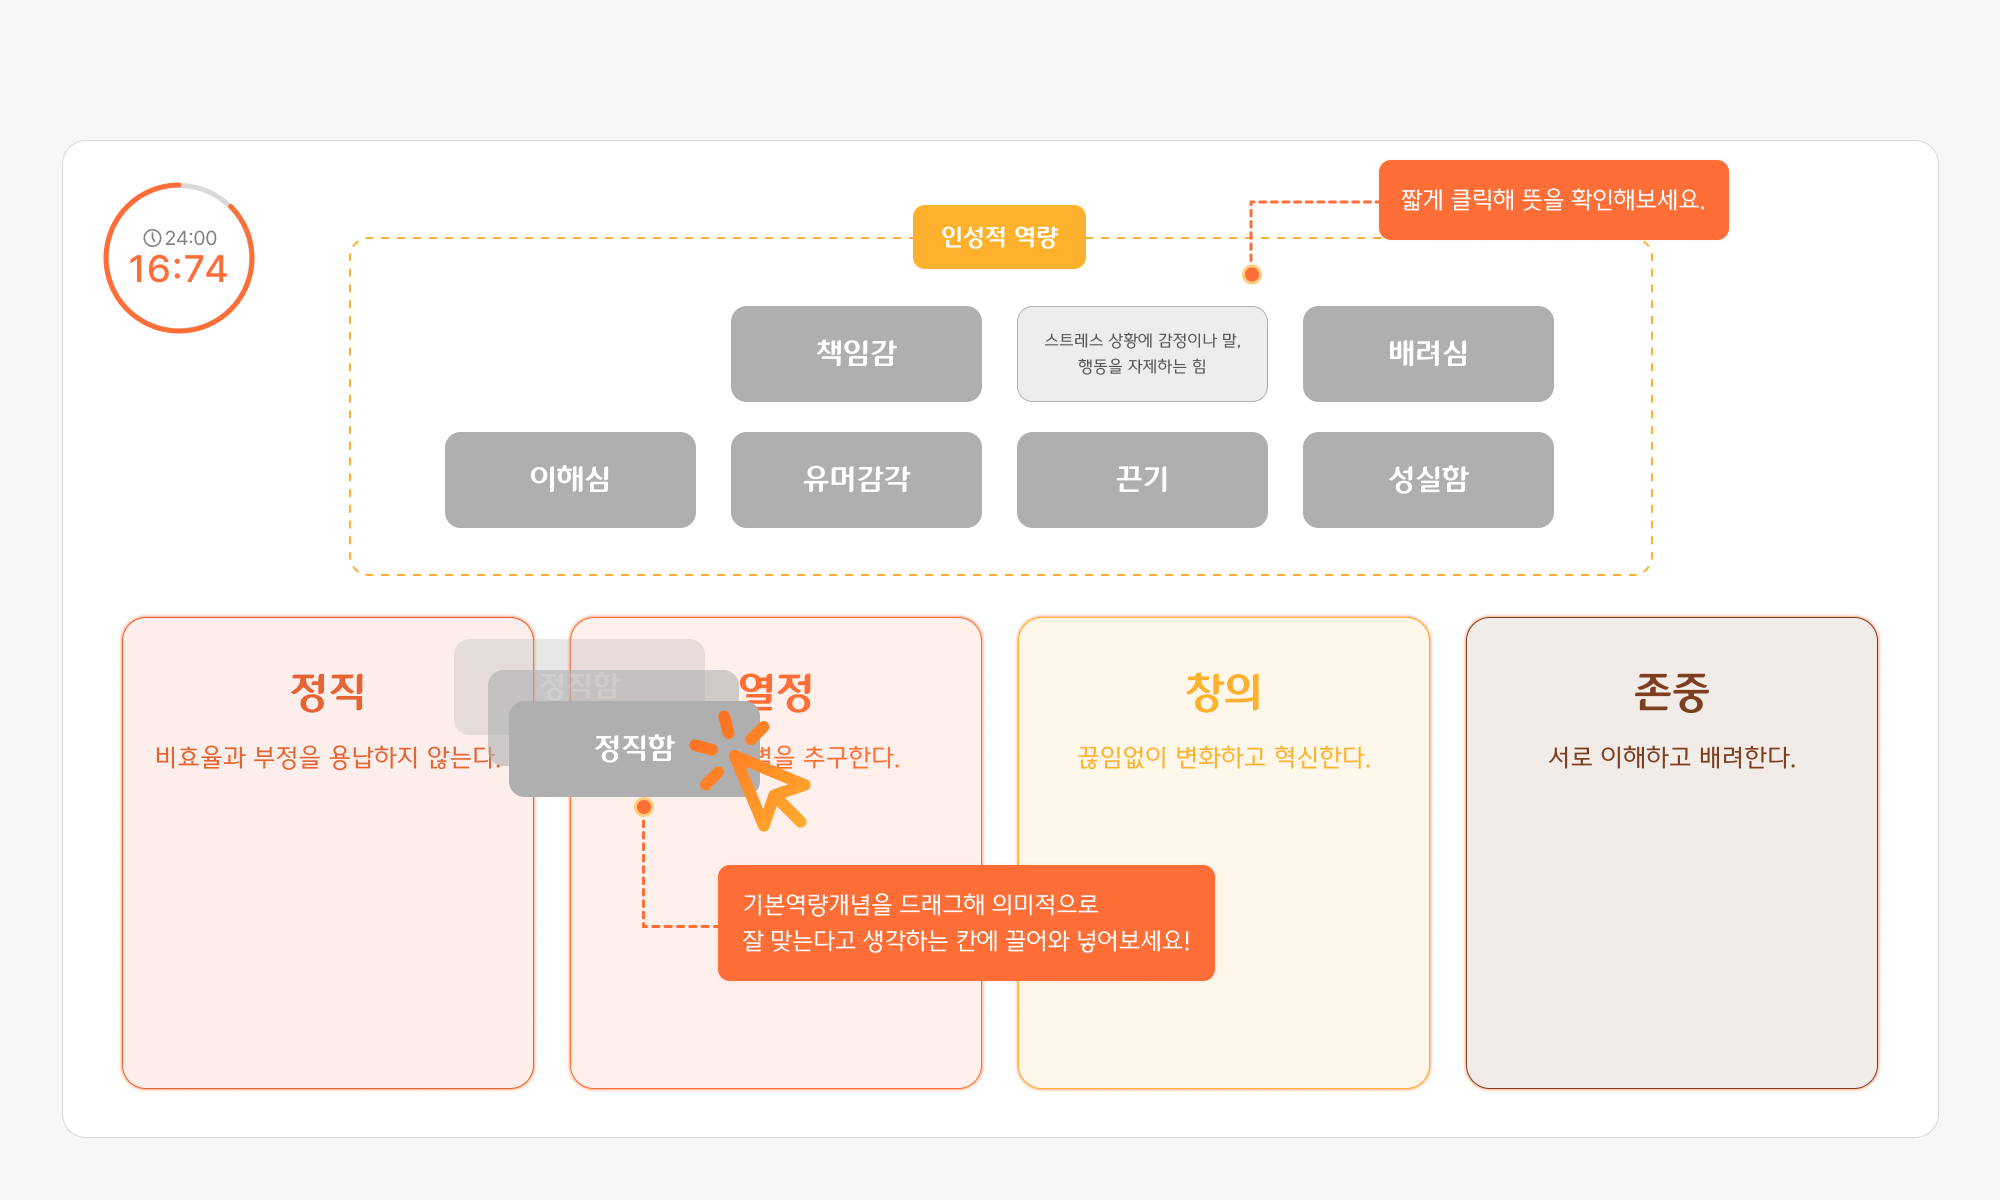 24:00
16:74
짧게 클릭해 뜻을 확인해보세요.
인성적 역량
책임감
스트레스 상황에 감정이나 말,
행동을 자제하는 힘
배려심
이해심
유머감각
끈기
성실함
정직
비효율과 부정을 용납하지 않는다.
정직함
정직함
열정
을 추구한다.
창의
끊임없이 변화하고 혁신한다.
존중
서로 이해하고 배려한다.
기본역량개념을 드래그해 의미적으로
잘 맞는다고 생각하는 칸에 끌어와 넣어보세요!